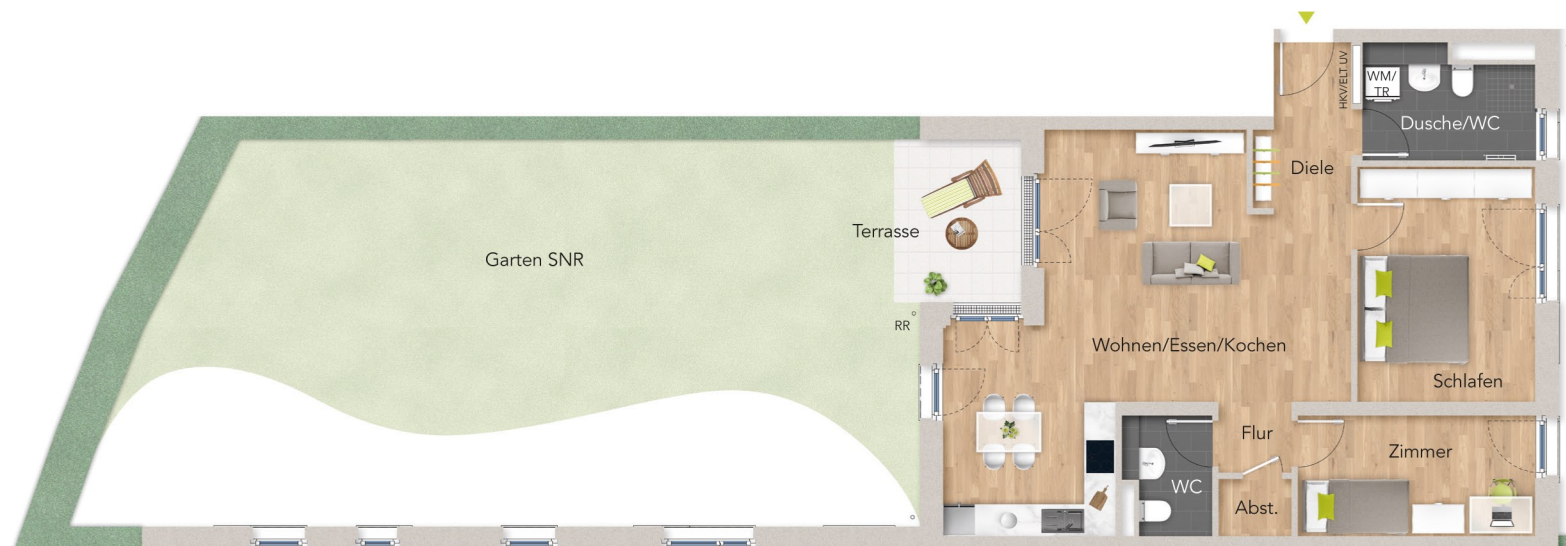 HKV/ELT.UV
WM/
TR
Dusche/WC
Diele
Terrasse
Garten SNR
RR
Wohnen/Essen/Kochen
Schlafen
Flur
Zimmer
WC
Abst.